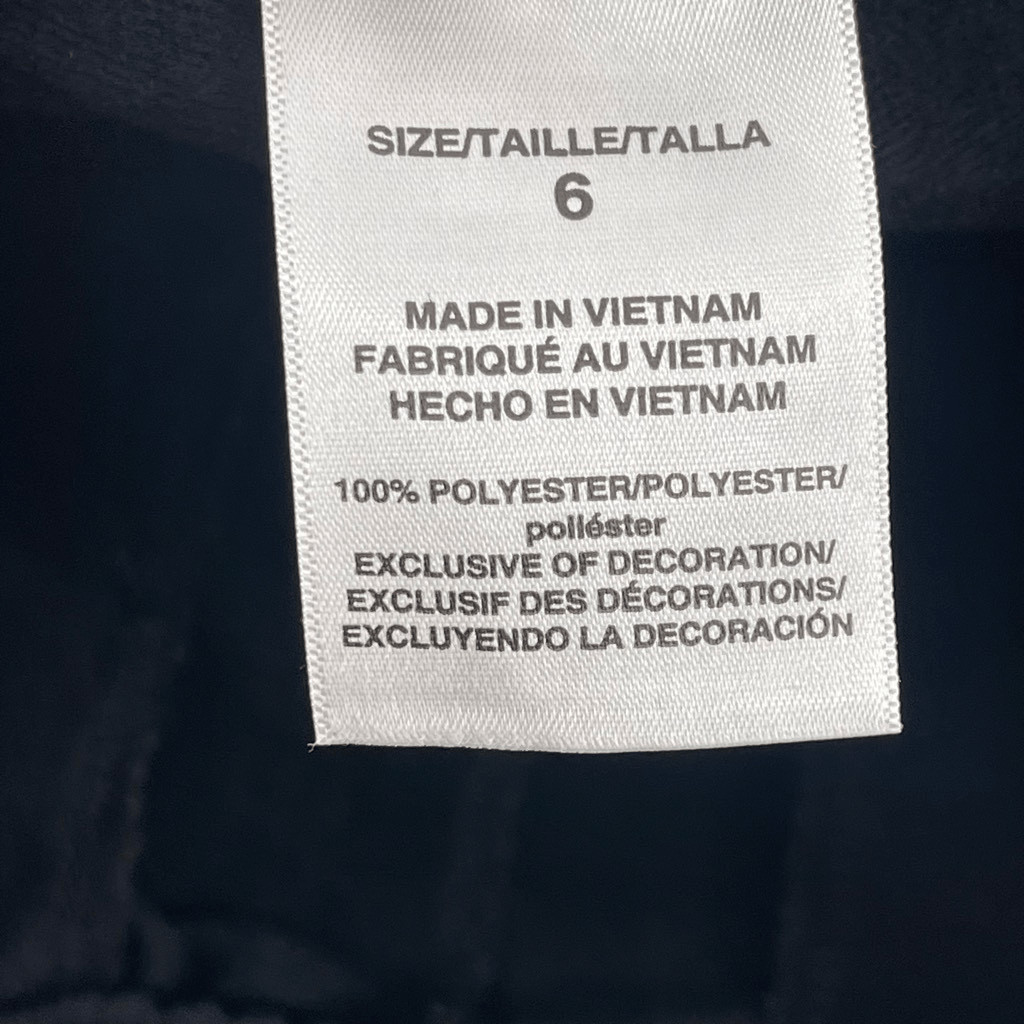 SIZE/TAILLE/TALLA
6
MADE IN VIETNAM
FABRIQUÉ AU VIETNAM
HECHO EN VIETNAM
100% POLYESTER/POLYESTER/
poliéster
EXCLUSIVE OF DECORATION/
EXCLUSIF DES DÉCORATIONS/
EXCLUYENDO LA DECORACIÓN